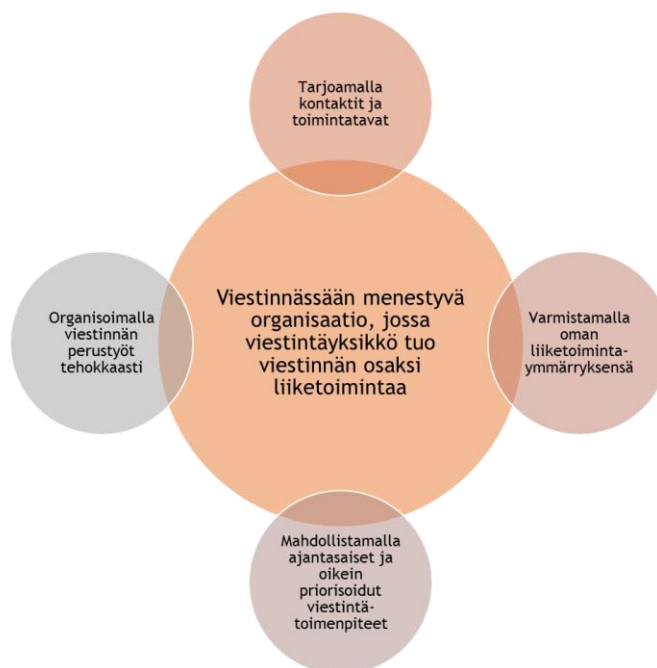 Tarjoamalla
kontaktit ja
toimintatavat
Organisoimalla
viestinnän
perustyöt
tehokkaasti
Viestinnässään menestyvä
organisaatio, jossa
viestintäyksikkö tuo
viestinnän osaksi
liiketoimintaa
Varmistamalla
oman
liiketoiminta-
ymmärryksensä
Mahdollistamalla
ajantasaiset ja
oikein
priorisoidut
viestintä-
toimenpiteet